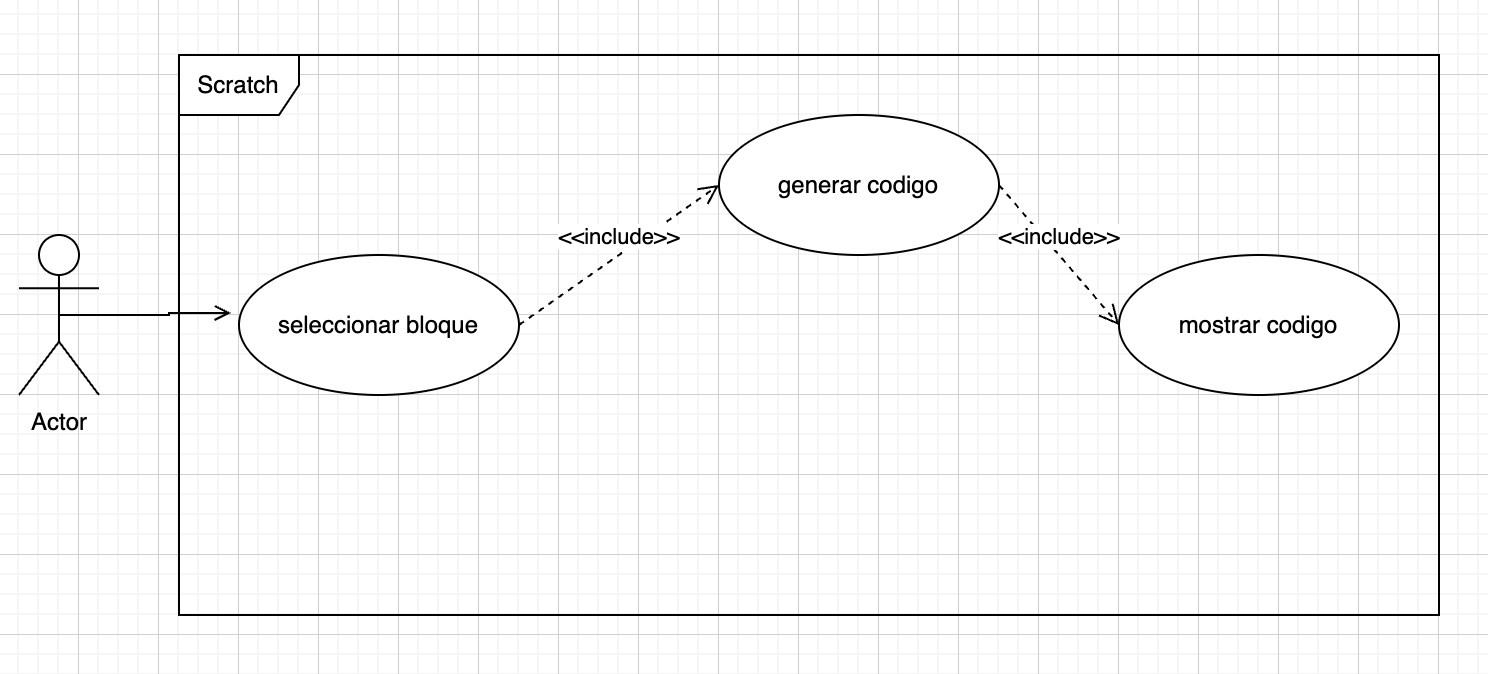 Scratch
generar codigo
<<include>>
<<include>>
seleccionar bloque
mostrar codigo
Actor